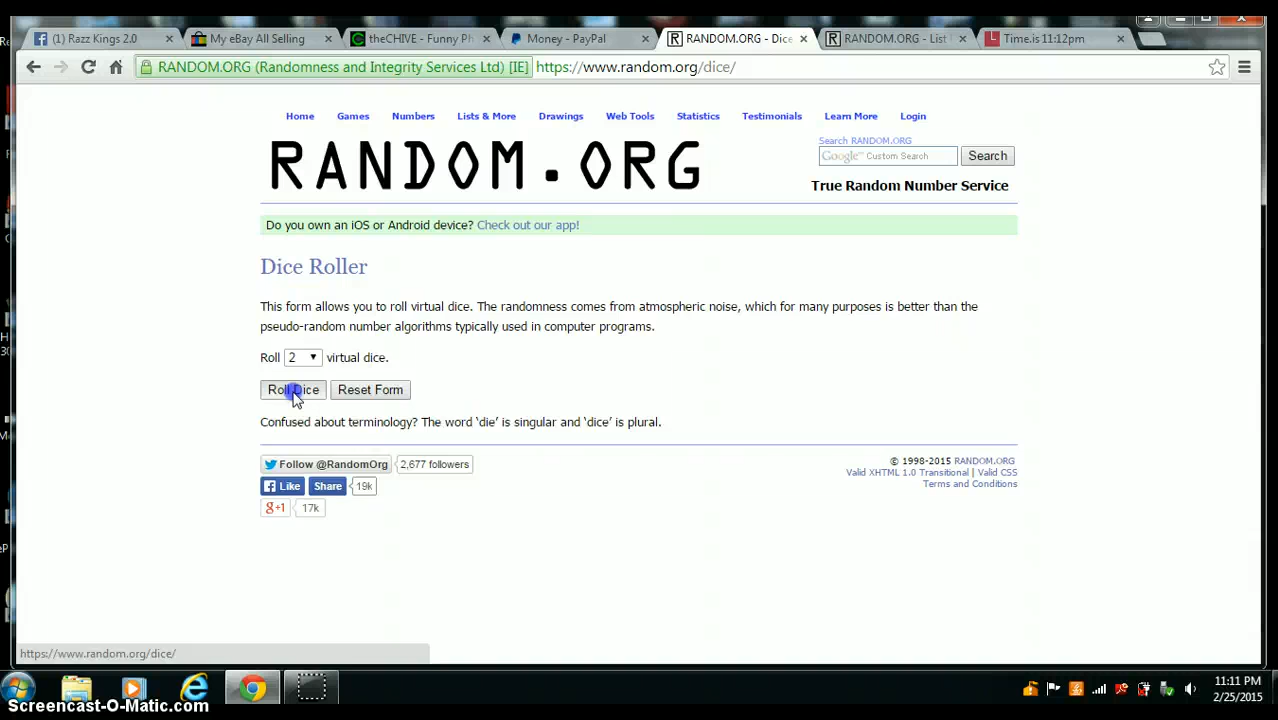 (1) Razz Kings 2.0
My eBay All Selling
theCHIVE - Funny Ph
Money - PayPal
RANDOM.ORG - Dice
RANDOM.ORG - List
Time.is 11:12pm
RANDOM.ORG (Randomness and Integrity Services Ltd) [IE] https://www.random.org/dice/
Home Games Numbers Lists & More Drawings Web Tools Statistics Testimonials Learn More Login
RANDOM.ORG
Search RANDOM.ORG
Google Custom Search Search
True Random Number Service
Do you own an iOS or Android device? Check out our app!
Dice Roller
This form allows you to roll virtual dice. The randomness comes from atmospheric noise, which for many purposes is better than the
pseudo-random number algorithms typically used in computer programs.
Roll 2 virtual dice.
Roll Dice Reset Form
Confused about terminology? The word ‘die’ is singular and ‘dice’ is plural.
Follow @RandomOrg 2,677 followers
Like Share 19k
g+1 17k
© 1998-2015 RANDOM.ORG
Valid XHTML 1.0 Transitional | Valid CSS
Terms and Conditions
https://www.random.org/dice/
11:11 PM
2/25/2015
Screencast-O-Matic.com